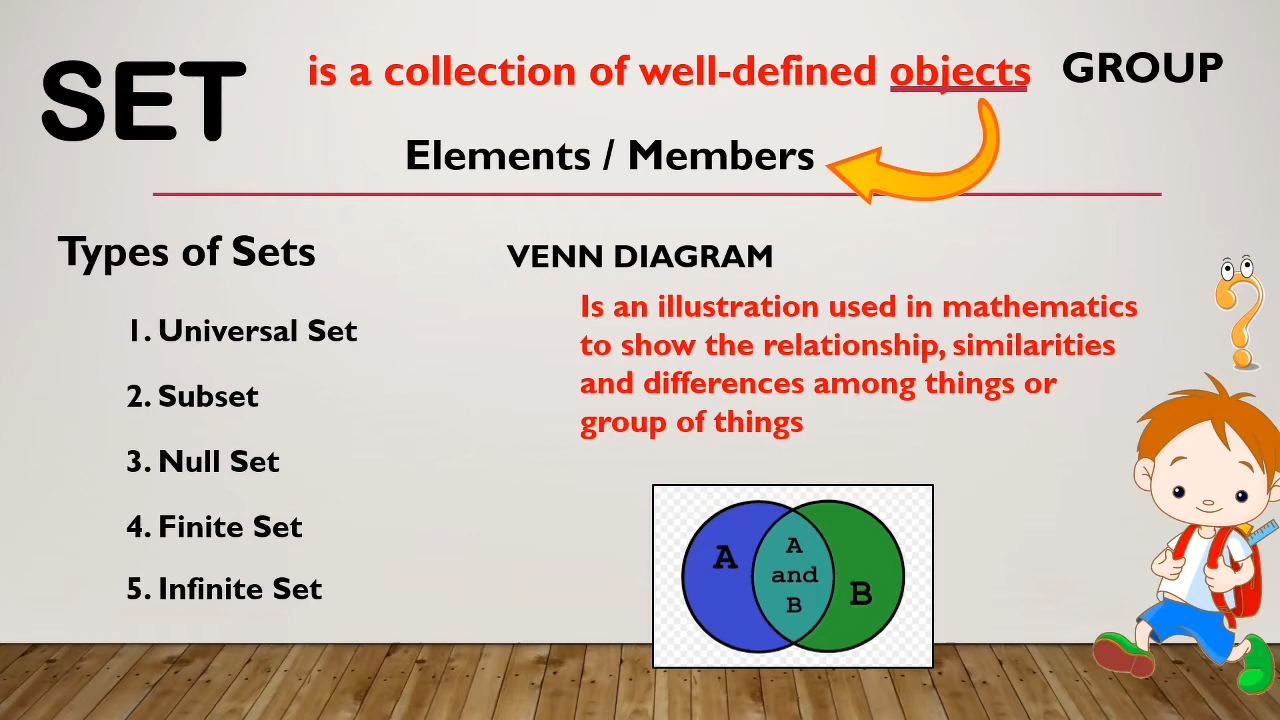 SET
is a collection of well-defined objects
GROUP
Elements / Members
Types of Sets
1. Universal Set
2. Subset
3. Null Set
4. Finite Set
5. Infinite Set
VENN DIAGRAM
Is an illustration used in mathematics
to show the relationship, similarities
and differences among things or
group of things
A
A
and
B
B